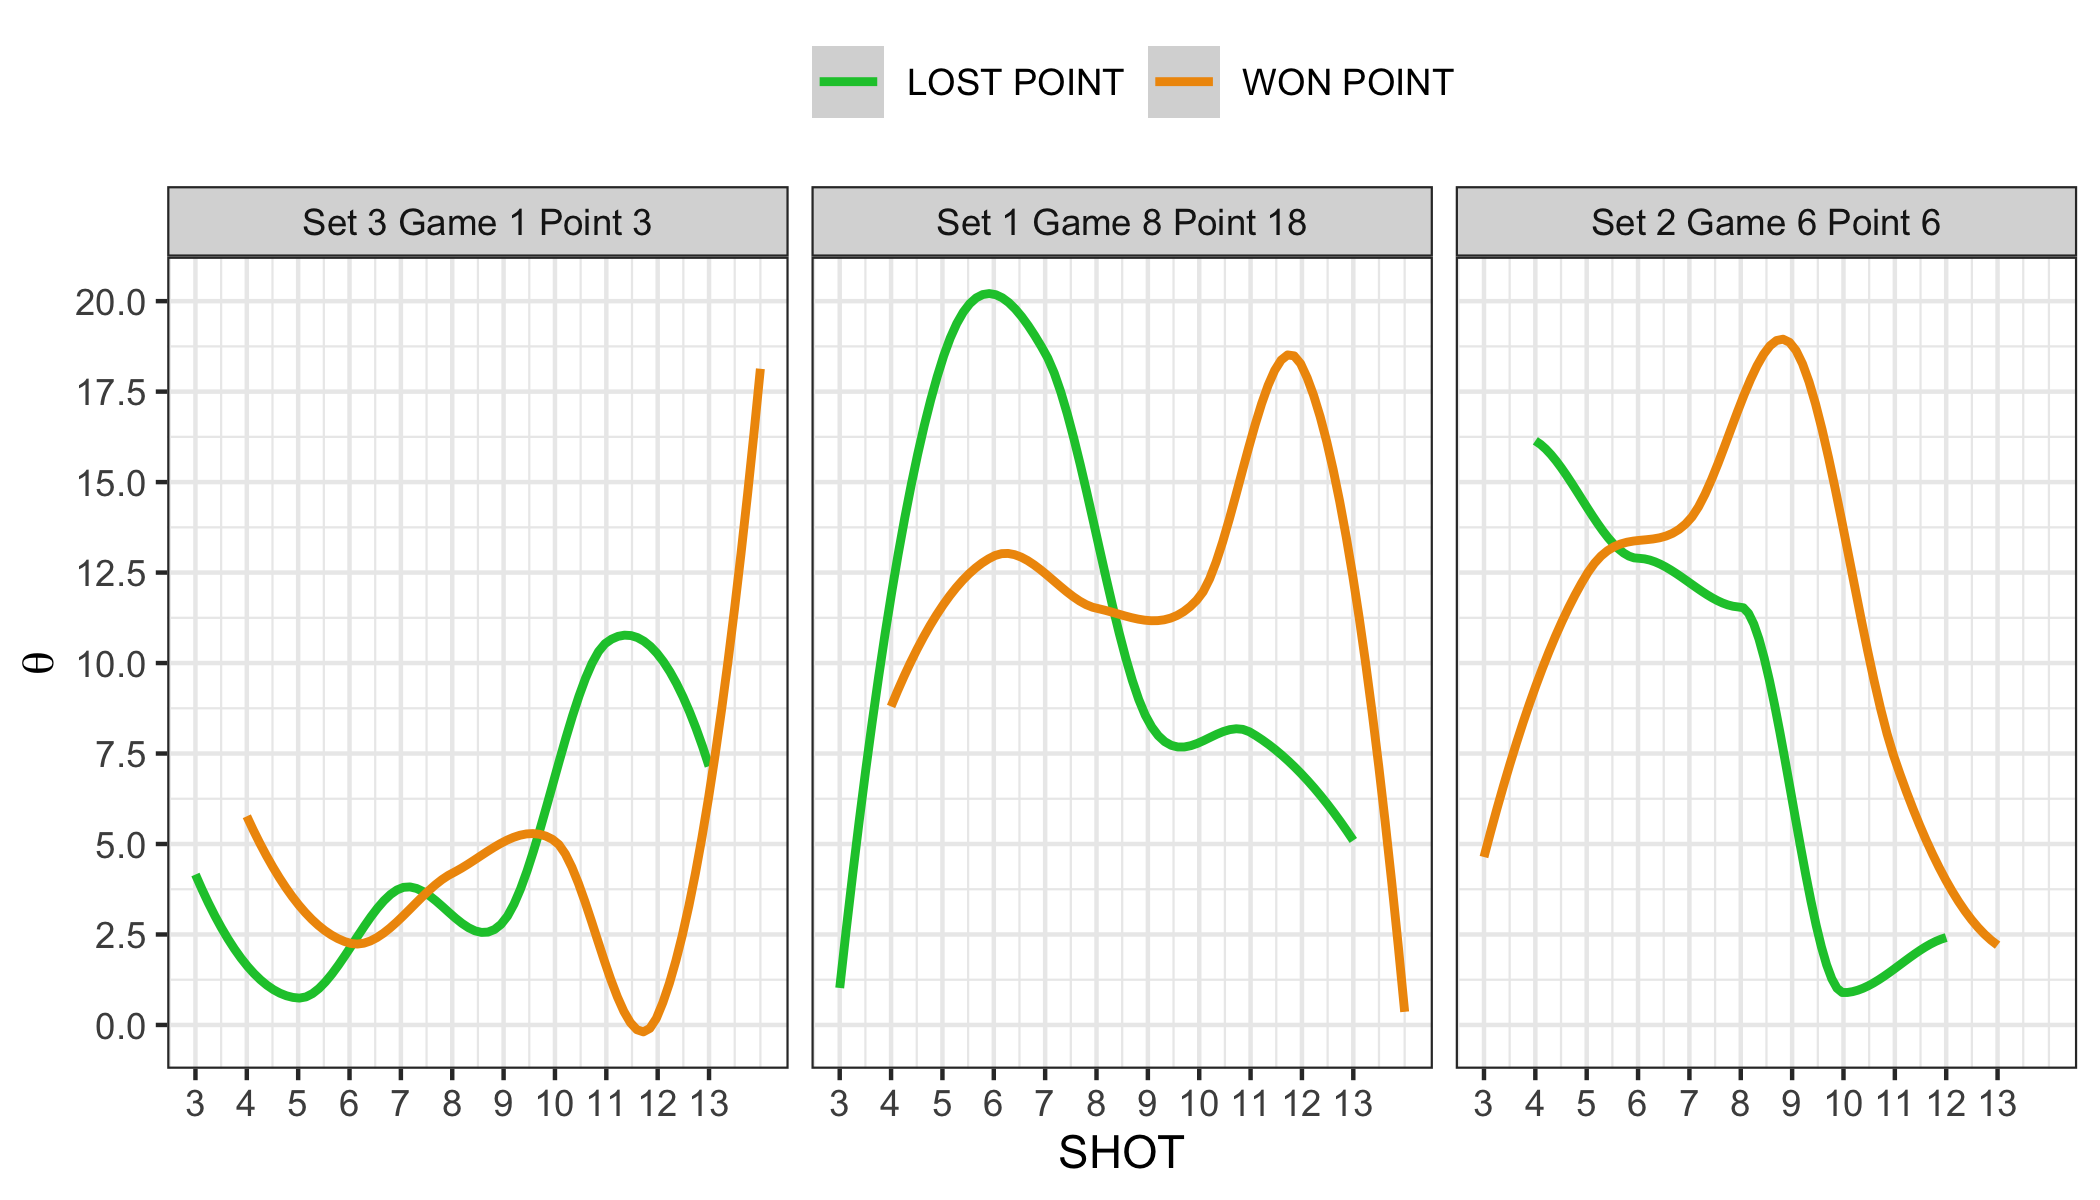 LOST POINT WON POINT
Set 3 Game 1 Point 3 Set 1 Game 8 Point 18 Set 2 Game 6 Point 6
20.0
17.5
15.0
12.5
10.0
7.5
5.0
2.5
0.0
θ
3 4 5 6 7 8 9 10 11 12 13 3 4 5 6 7 8 9 10 11 12 13 3 4 5 6 7 8 9 10 11 12 13
SHOT